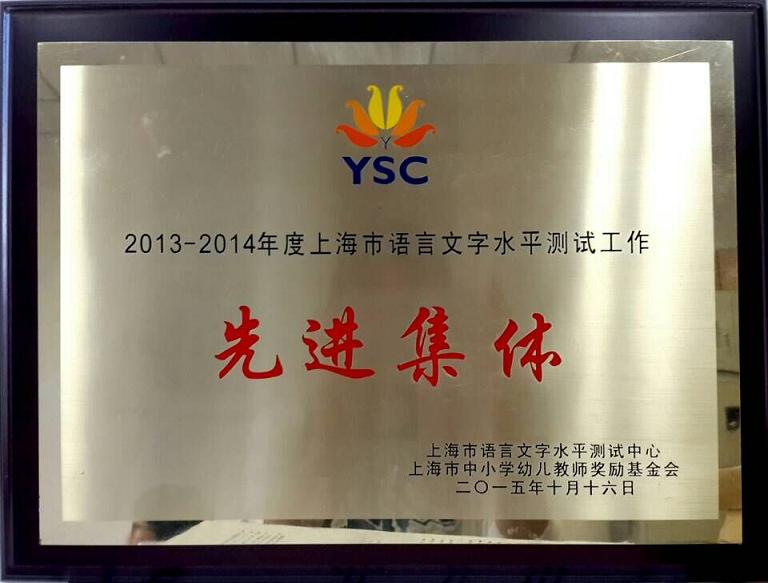 Y
YSC
2013-2014年度上海市语言文字水平测试工作
先进集体
上海市语言文字水平测试中心
上海市中小学幼儿教师奖励基金会
二〇一五年十月十六日